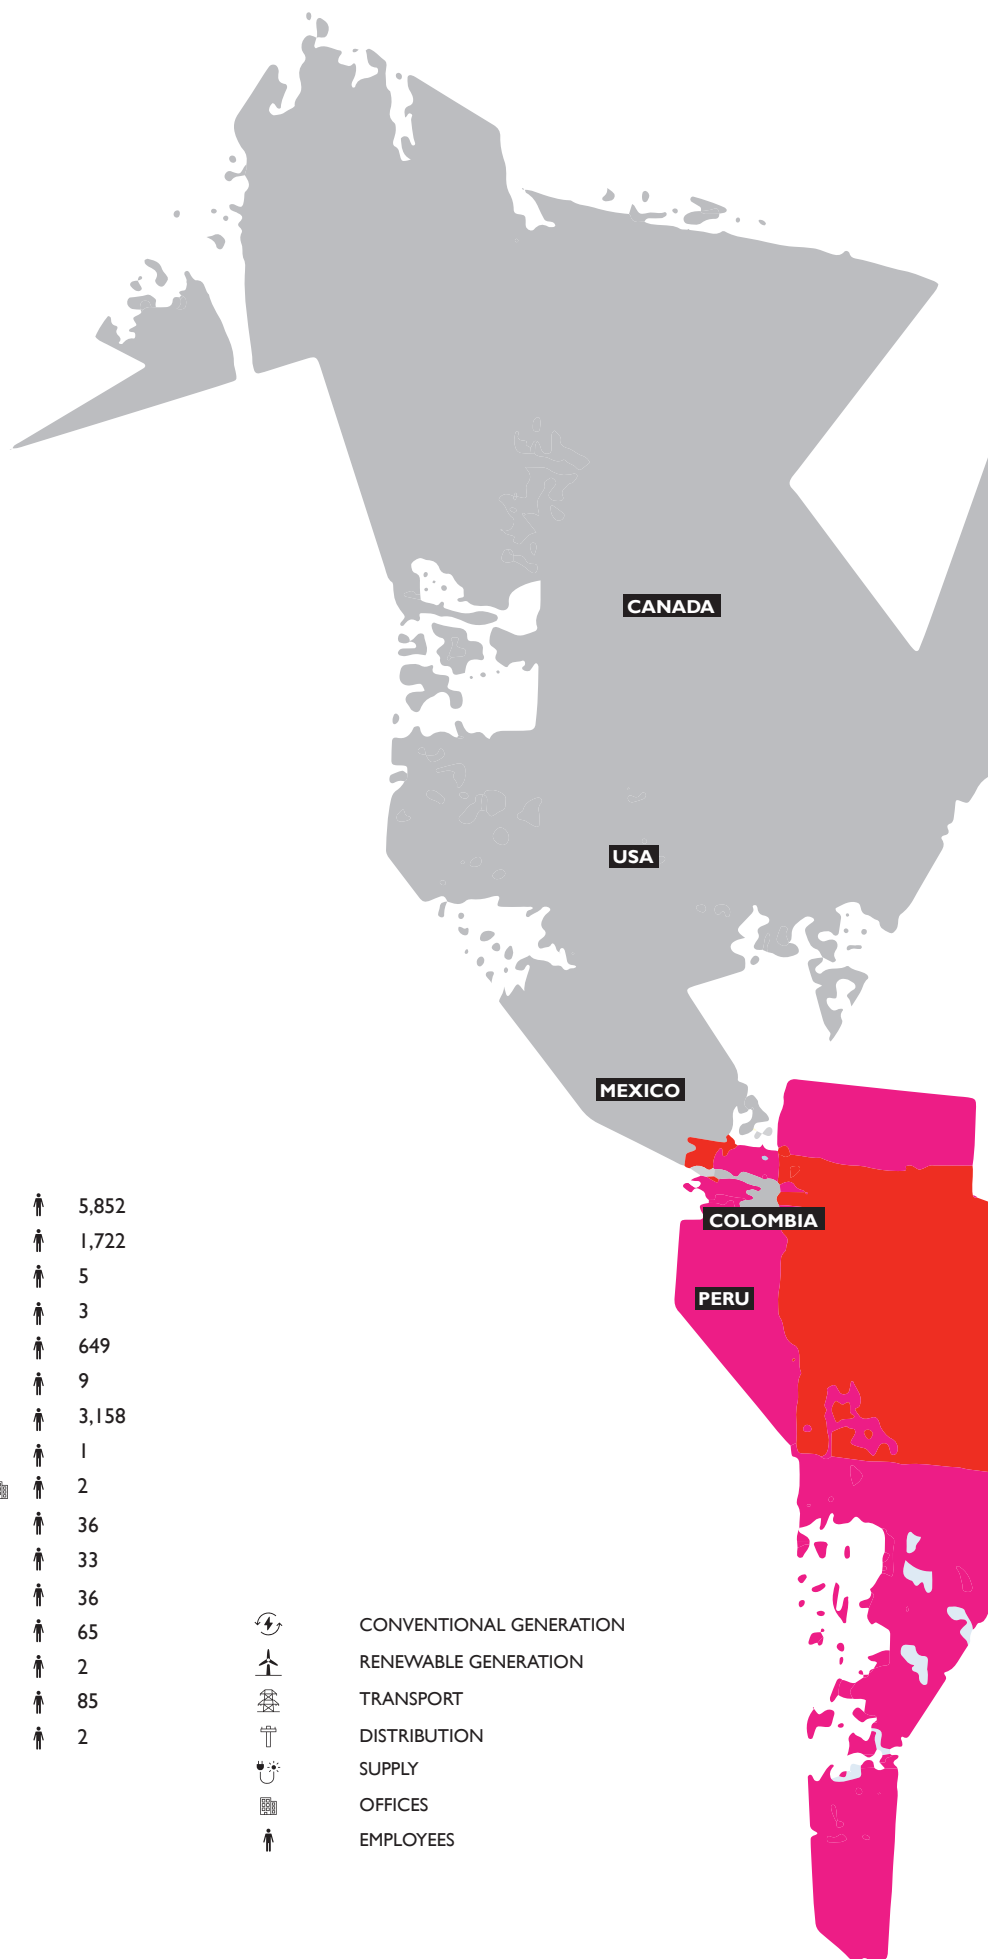 CANADA
USA
MEXICO
COLOMBIA
PERU
5,852
1,722
5
3
649
9
3,158
1
2
36
33
36
65
2
85
2
CONVENTIONAL GENERATION
RENEWABLE GENERATION
TRANSPORT
DISTRIBUTION
SUPPLY
OFFICES
EMPLOYEES